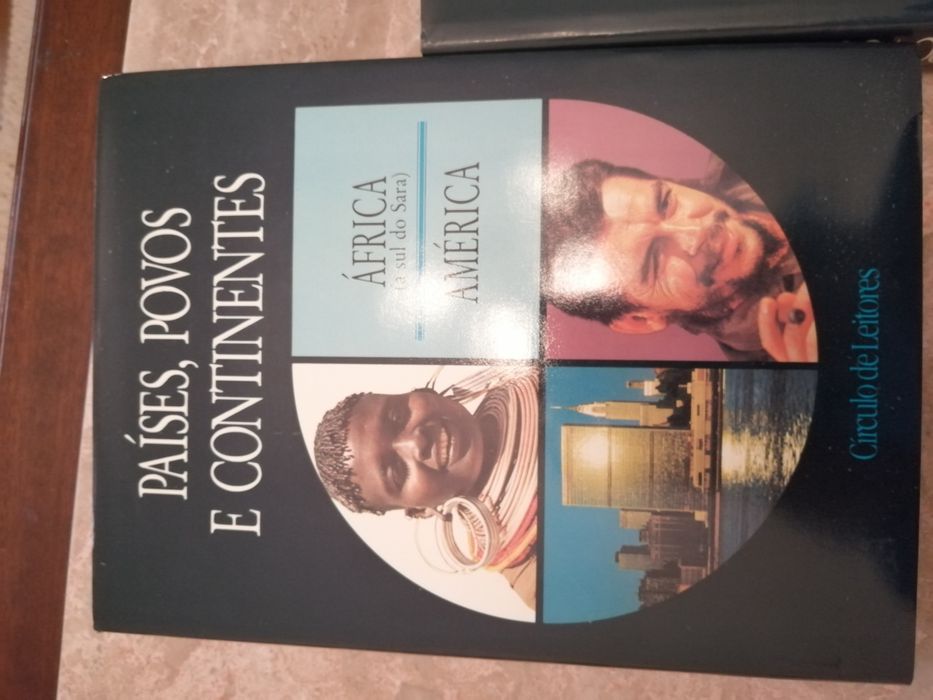 PAÍSES, POVOS
E CONTINENTES
ÁFRICA
(a sul do Sara)
AMÉRICA
Círculo de Leitores